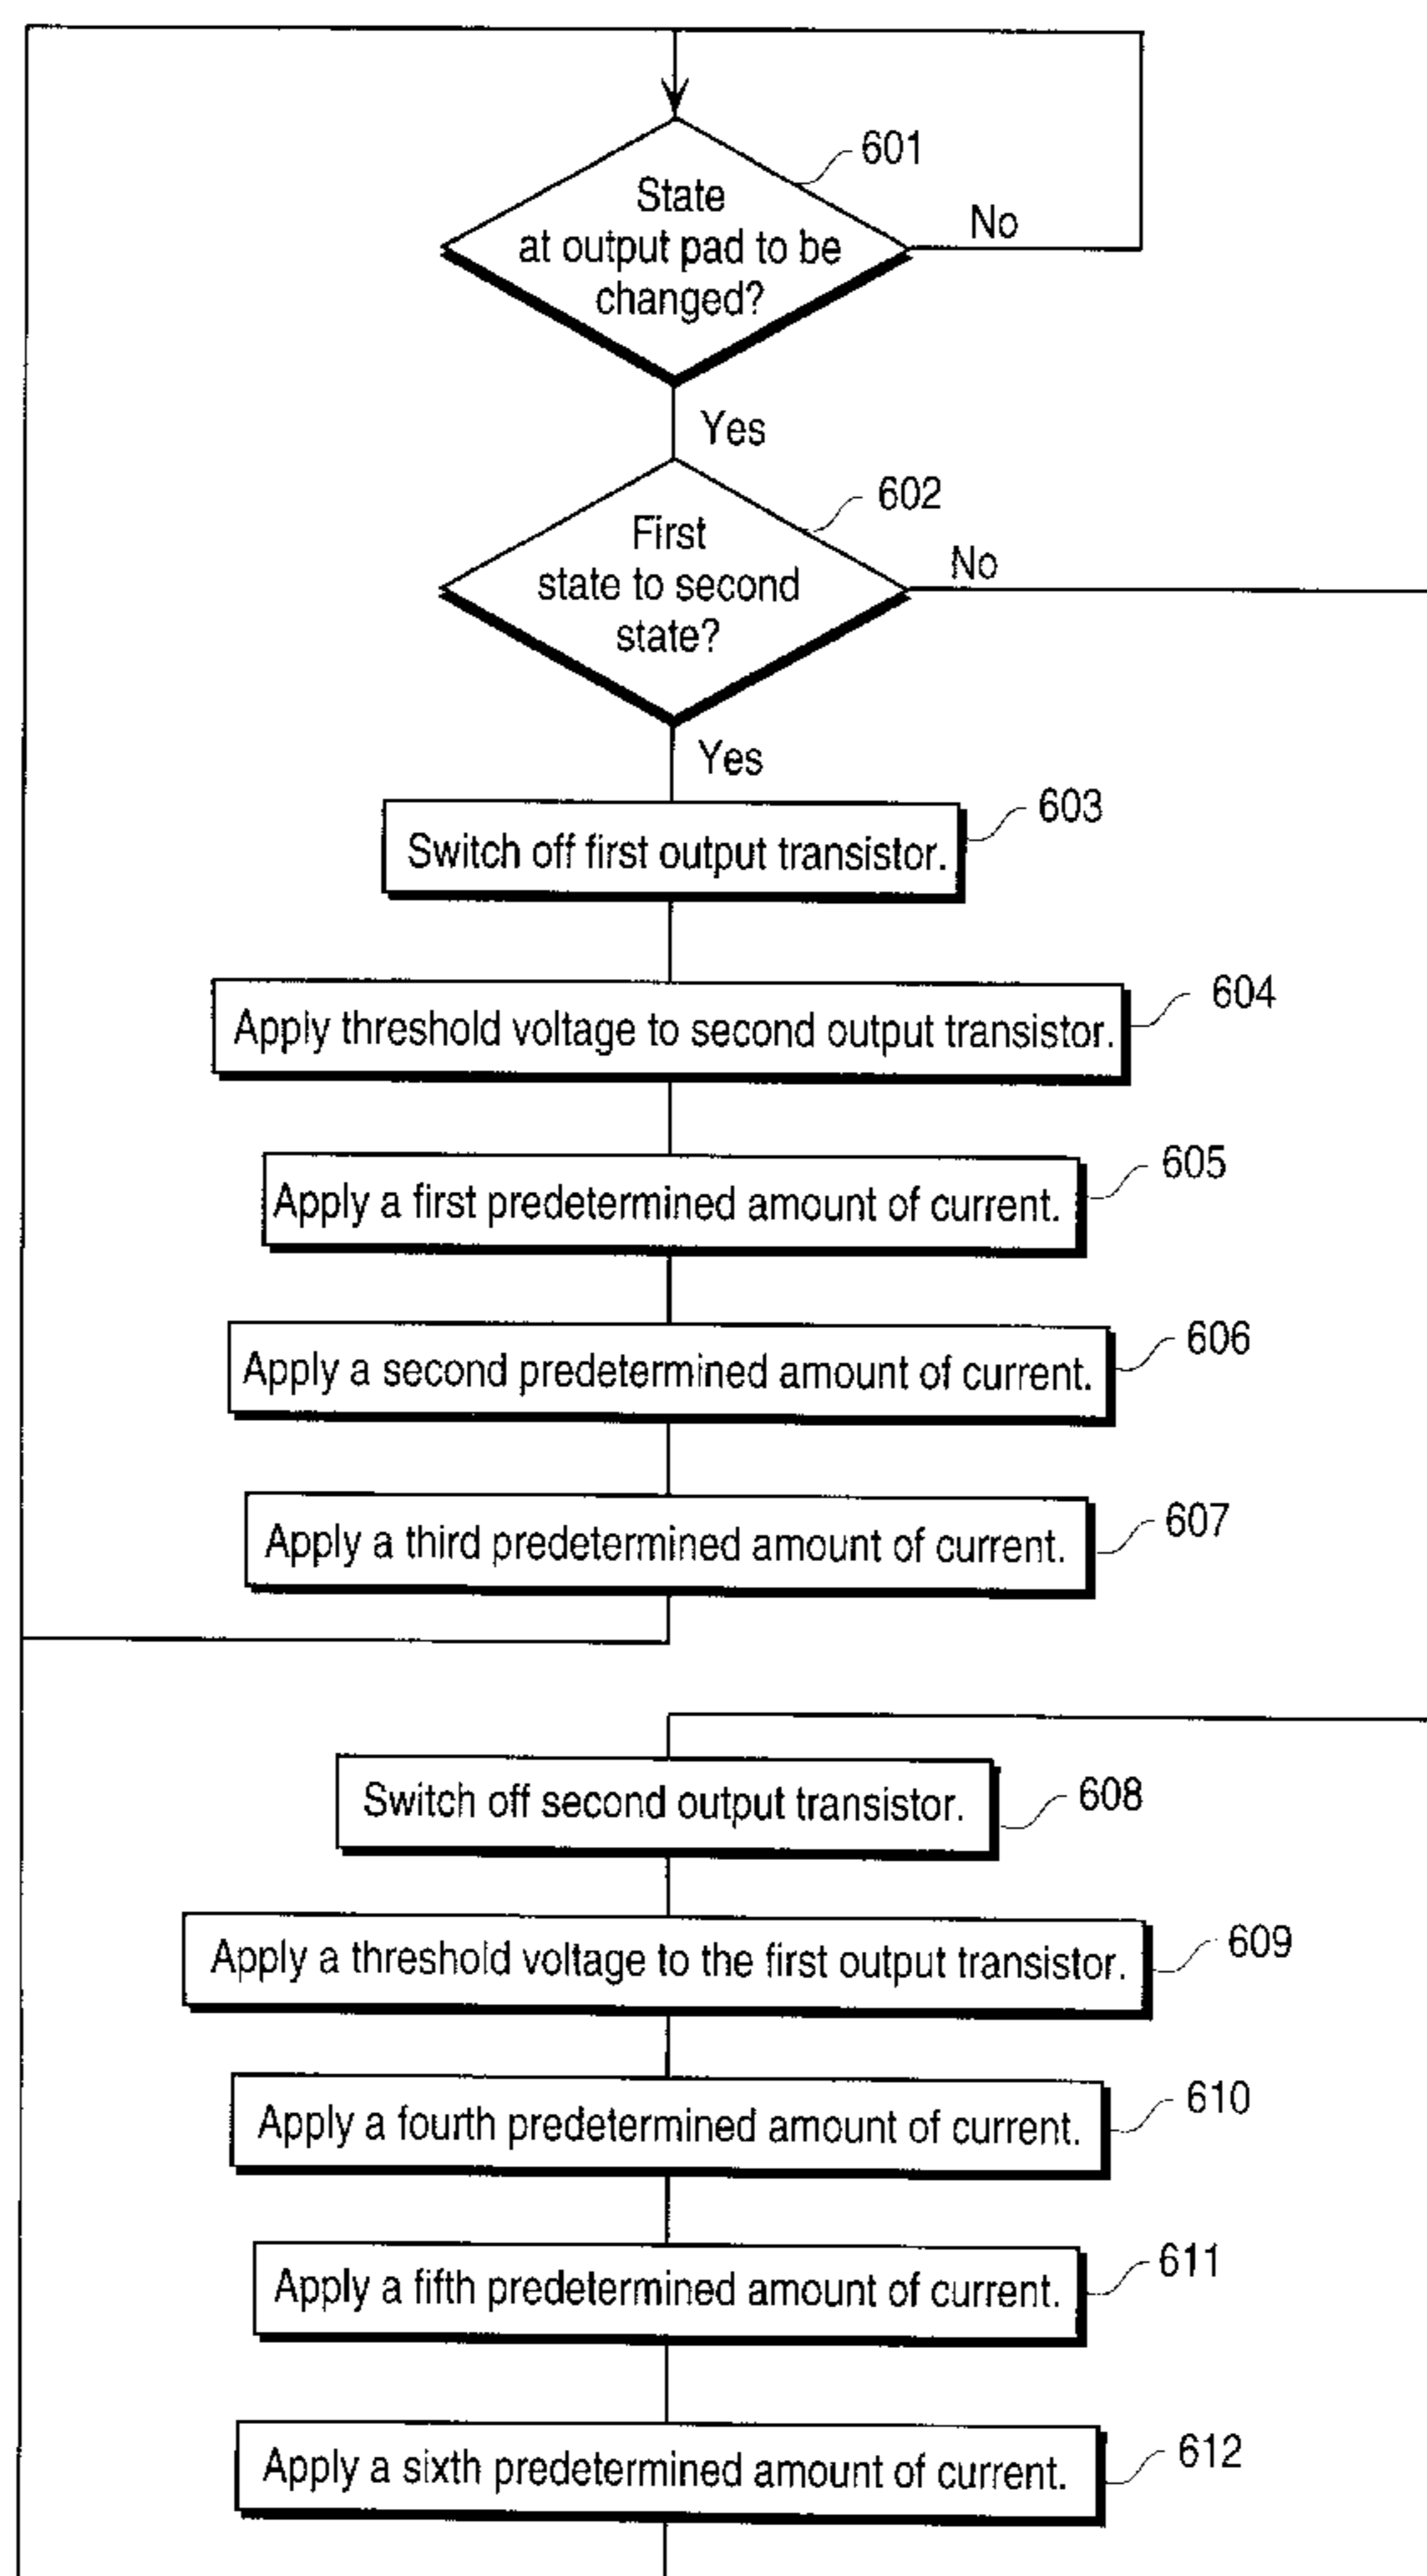 601
State
at output pad to be
changed?
No
Yes
602
First
state to second
state?
No
Yes
603
Switch off first output transistor.
604
Apply threshold voltage to second output transistor.
605
Apply a first predetermined amount of current.
606
Apply a second predetermined amount of current.
607
Apply a third predetermined amount of current.
608
Switch off second output transistor.
609
Apply a threshold voltage to the first output transistor.
610
Apply a fourth predetermined amount of current.
611
Apply a fifth predetermined amount of current.
612
Apply a sixth predetermined amount of current.